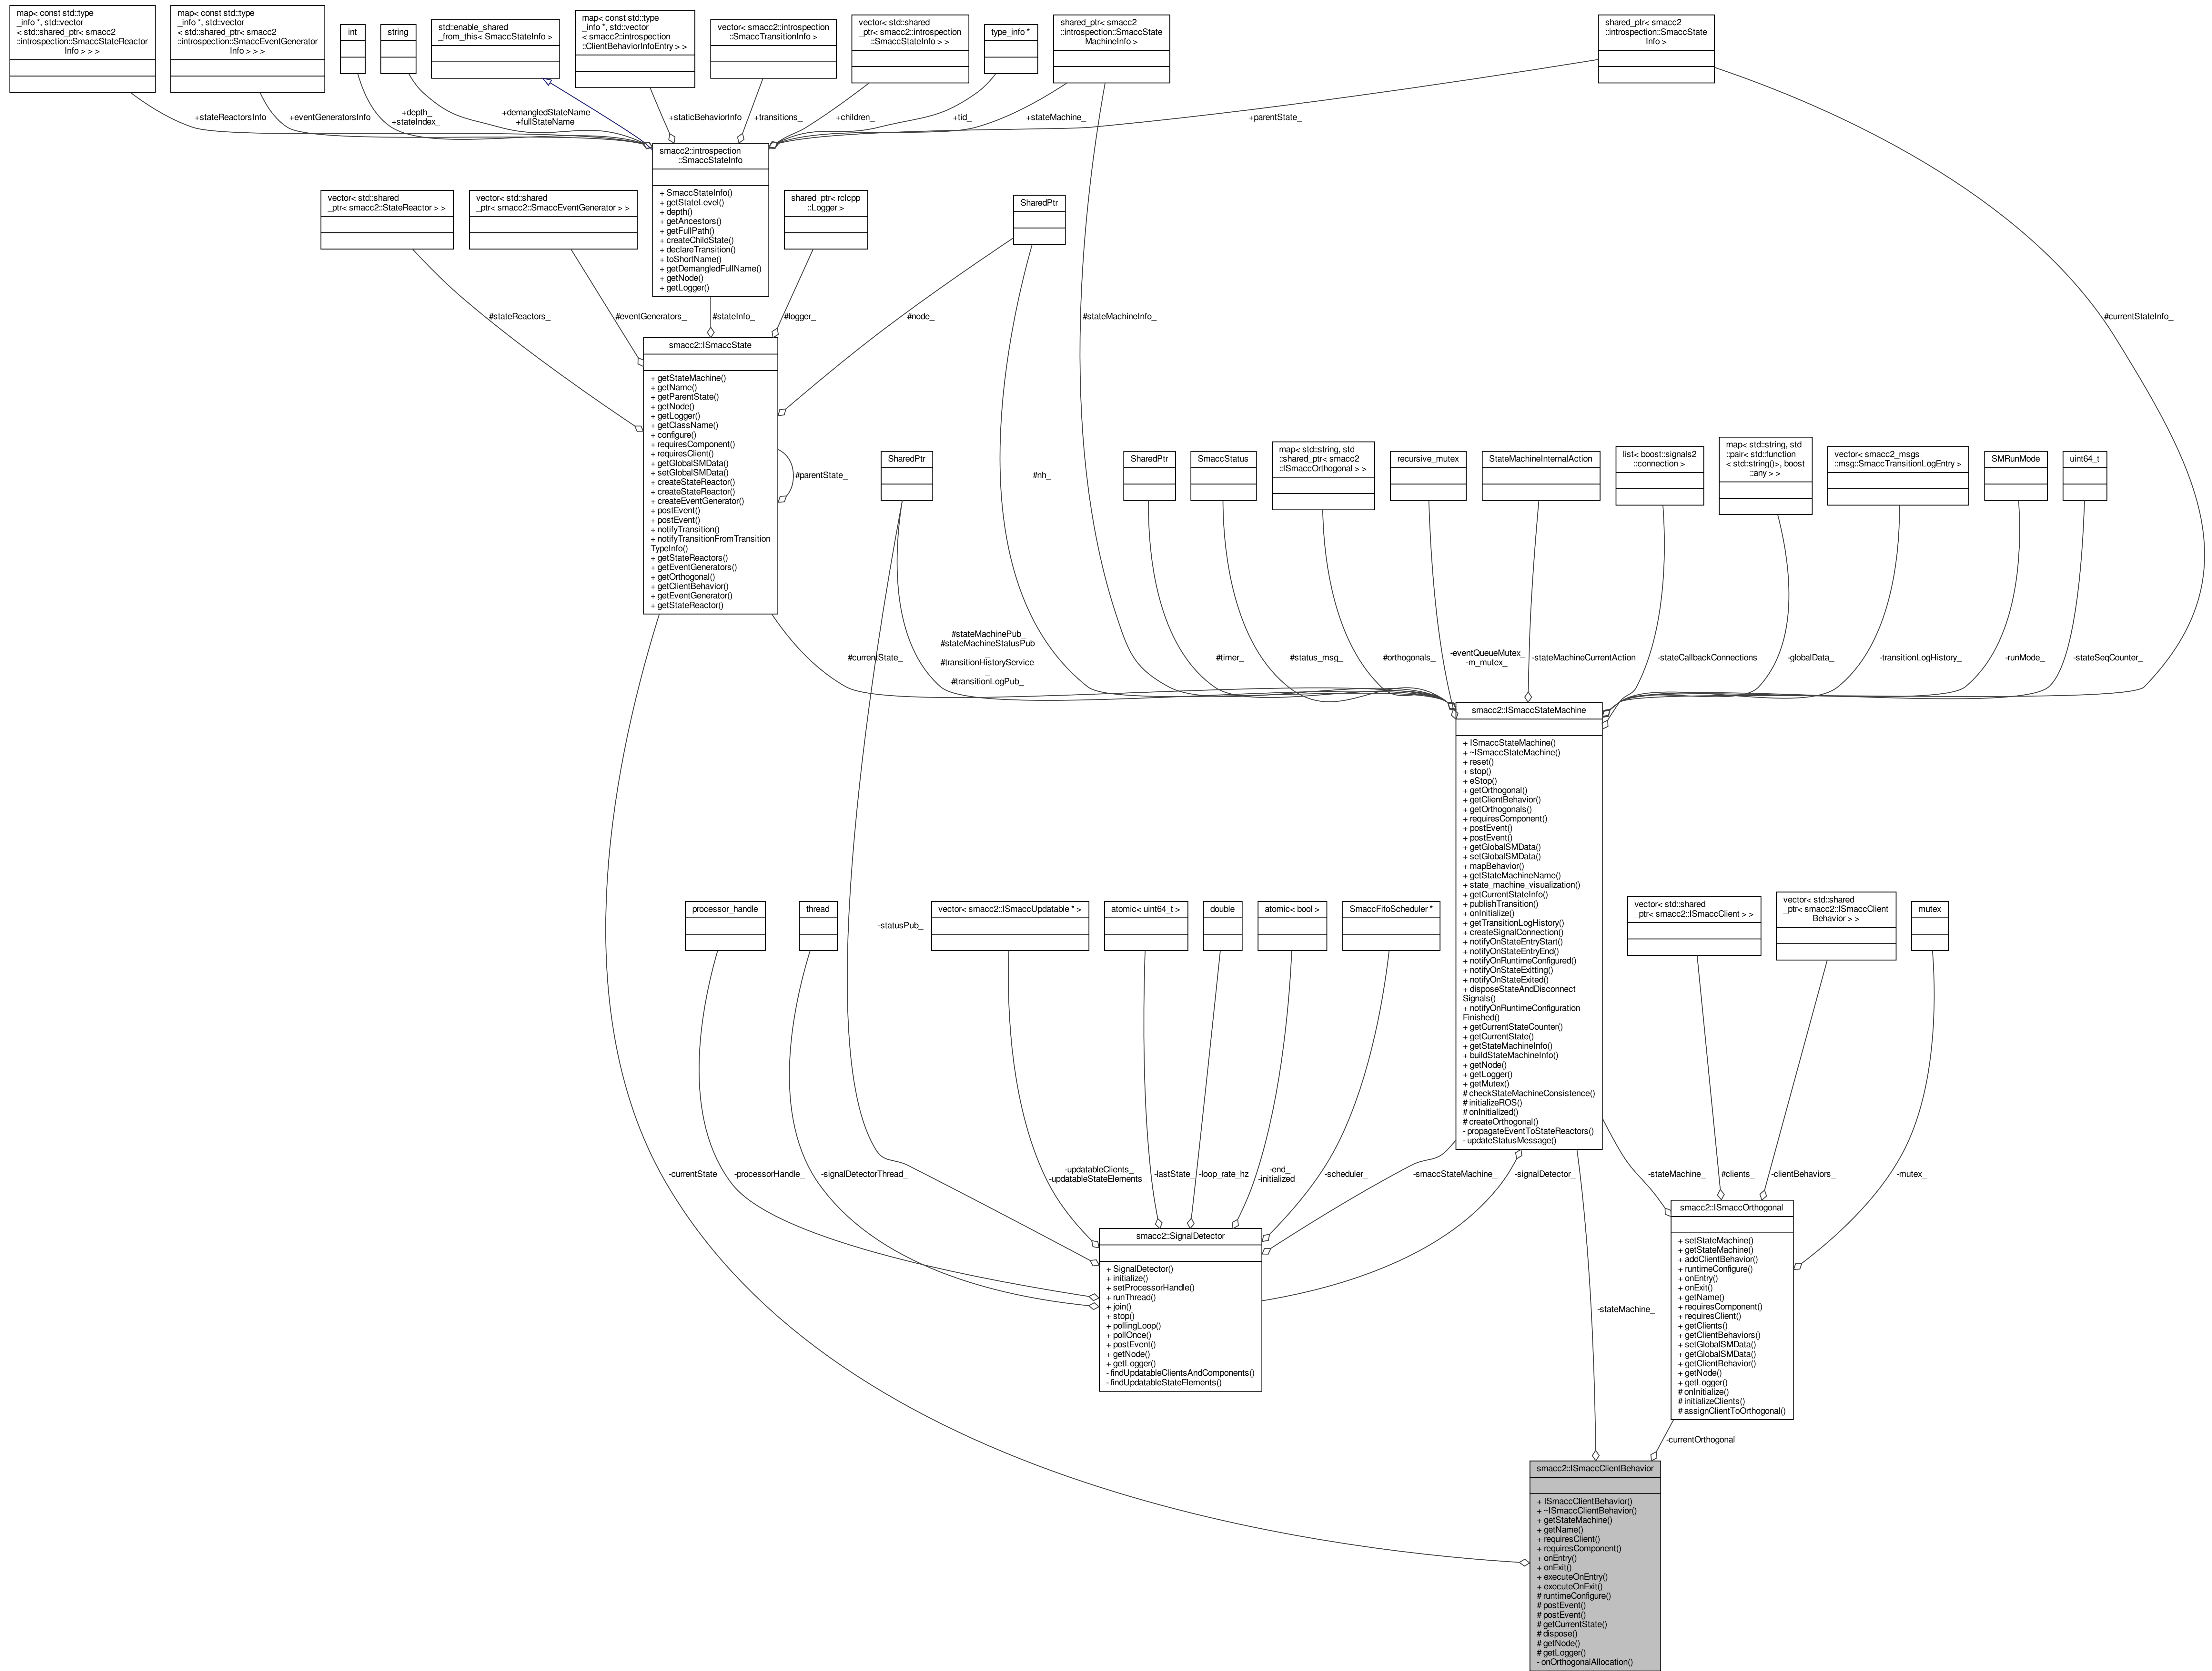 map< const std::type
_info *, std::vector
< std::shared_ptr< smacc2
::introspection::SmaccStateReactor
Info > > >
map< const std::type
_info *, std::vector
< std::shared_ptr< smacc2
::introspection::SmaccEventGenerator
Info > > >
int
string
std::enable_shared
_from_this< SmaccStateInfo >
map< const std::type
_info *, std::vector
< smacc2::introspection
::ClientBehaviorInfoEntry > >
vector< smacc2::introspection
::SmaccTransitionInfo >
vector< std::shared
_ptr< smacc2::introspection
::SmaccStateInfo > >
type_info *
shared_ptr< smacc2
::introspection::SmaccState
MachineInfo >
shared_ptr< smacc2
::introspection::SmaccState
Info >
+stateReactorsInfo
+eventGeneratorsInfo
+depth_
+stateIndex_
+demangledStateName
+fullStateName
+staticBehaviorInfo
+transitions_
+children_
+tid_
+stateMachine_
+parentState_
smacc2::introspection
::SmaccStateInfo
+ SmaccStateInfo()
+ getStateLevel()
+ depth()
+ getAncestors()
+ getFullPath()
+ createChildState()
+ declareTransition()
+ toShortName()
+ getDemangledFullName()
+ getNode()
+ getLogger()
vector< std::shared
_ptr< smacc2::StateReactor > >
vector< std::shared
_ptr< smacc2::SmaccEventGenerator > >
shared_ptr< rclcpp
::Logger >
SharedPtr
#stateReactors_
#eventGenerators_
#stateInfo_
#logger_
#node_
#stateMachineInfo_
#currentStateInfo_
smacc2::ISmaccState
+ getStateMachine()
+ getName()
+ getParentState()
+ getNode()
+ getLogger()
+ getClassName()
+ configure()
+ requiresComponent()
+ requiresClient()
+ getGlobalSMData()
+ setGlobalSMData()
+ createStateReactor()
+ createStateReactor()
+ createEventGenerator()
+ postEvent()
+ postEvent()
+ notifyTransition()
+ notifyTransitionFromTransition
TypeInfo()
+ getStateReactors()
+ getEventGenerators()
+ getOrthogonal()
+ getClientBehavior()
+ getEventGenerator()
+ getStateReactor()
#parentState_
SharedPtr
#nh_
SharedPtr
SmaccStatus
map< std::string, std
::shared_ptr< smacc2
::ISmaccOrthogonal > >
recursive_mutex
StateMachineInternalAction
list< boost::signals2
::connection >
map< std::string, std
::pair< std::function
< std::string()>, boost
::any > >
vector< smacc2_msgs
::msg::SmaccTransitionLogEntry >
SMRunMode
uint64_t
#currentState_
#stateMachinePub_
#stateMachineStatusPub
_
#transitionHistoryService
_
#transitionLogPub_
#timer_
#status_msg_
#orthogonals_
-eventQueueMutex_
-m_mutex_
-stateMachineCurrentAction
-stateCallbackConnections
-globalData_
-transitionLogHistory_
-runMode_
-stateSeqCounter_
smacc2::ISmaccStateMachine
+ ISmaccStateMachine()
+ ~ISmaccStateMachine()
+ reset()
+ stop()
+ eStop()
+ getOrthogonal()
+ getClientBehavior()
+ getOrthogonals()
+ requiresComponent()
+ postEvent()
+ postEvent()
+ getGlobalSMData()
+ setGlobalSMData()
+ mapBehavior()
+ getStateMachineName()
+ state_machine_visualization()
+ getCurrentStateInfo()
+ publishTransition()
+ onInitialize()
+ getTransitionLogHistory()
+ createSignalConnection()
+ notifyOnStateEntryStart()
+ notifyOnStateEntryEnd()
+ notifyOnRuntimeConfigured()
+ notifyOnStateExitting()
+ notifyOnStateExited()
+ disposeStateAndDisconnect
Signals()
+ notifyOnRuntimeConfiguration
Finished()
+ getCurrentStateCounter()
+ getCurrentState()
+ getStateMachineInfo()
+ buildStateMachineInfo()
+ getNode()
+ getLogger()
+ getMutex()
# checkStateMachineConsistence()
# initializeROS()
# onInitialized()
# createOrthogonal()
- propagateEventToStateReactors()
- updateStatusMessage()
processor_handle
thread
-statusPub_
vector< smacc2::ISmaccUpdatable * >
atomic< uint64_t >
double
atomic< bool >
SmaccFifoScheduler *
vector< std::shared
_ptr< smacc2::ISmaccClient > >
vector< std::shared
_ptr< smacc2::ISmaccClient
Behavior > >
mutex
-currentState
-processorHandle_
-signalDetectorThread_
-updatableClients_
-updatableStateElements_
-lastState_
-loop_rate_hz
-end_
-initialized_
-scheduler_
-smaccStateMachine_
-signalDetector_
-stateMachine_
#clients_
-clientBehaviors_
-mutex_
smacc2::SignalDetector
+ SignalDetector()
+ initialize()
+ setProcessorHandle()
+ runThread()
+ join()
+ stop()
+ pollingLoop()
+ pollOnce()
+ postEvent()
+ getNode()
+ getLogger()
- findUpdatableClientsAndComponents()
- findUpdatableStateElements()
-stateMachine_
smacc2::ISmaccOrthogonal
+ setStateMachine()
+ getStateMachine()
+ addClientBehavior()
+ runtimeConfigure()
+ onEntry()
+ onExit()
+ getName()
+ requiresComponent()
+ requiresClient()
+ getClients()
+ getClientBehaviors()
+ setGlobalSMData()
+ getGlobalSMData()
+ getClientBehavior()
+ getNode()
+ getLogger()
# onInitialize()
# initializeClients()
# assignClientToOrthogonal()
-currentOrthogonal
smacc2::ISmaccClientBehavior
+ ISmaccClientBehavior()
+ ~ISmaccClientBehavior()
+ getStateMachine()
+ getName()
+ requiresClient()
+ requiresComponent()
+ onEntry()
+ onExit()
+ executeOnEntry()
+ executeOnExit()
# runtimeConfigure()
# postEvent()
# postEvent()
# getCurrentState()
# dispose()
# getNode()
# getLogger()
- onOrthogonalAllocation()